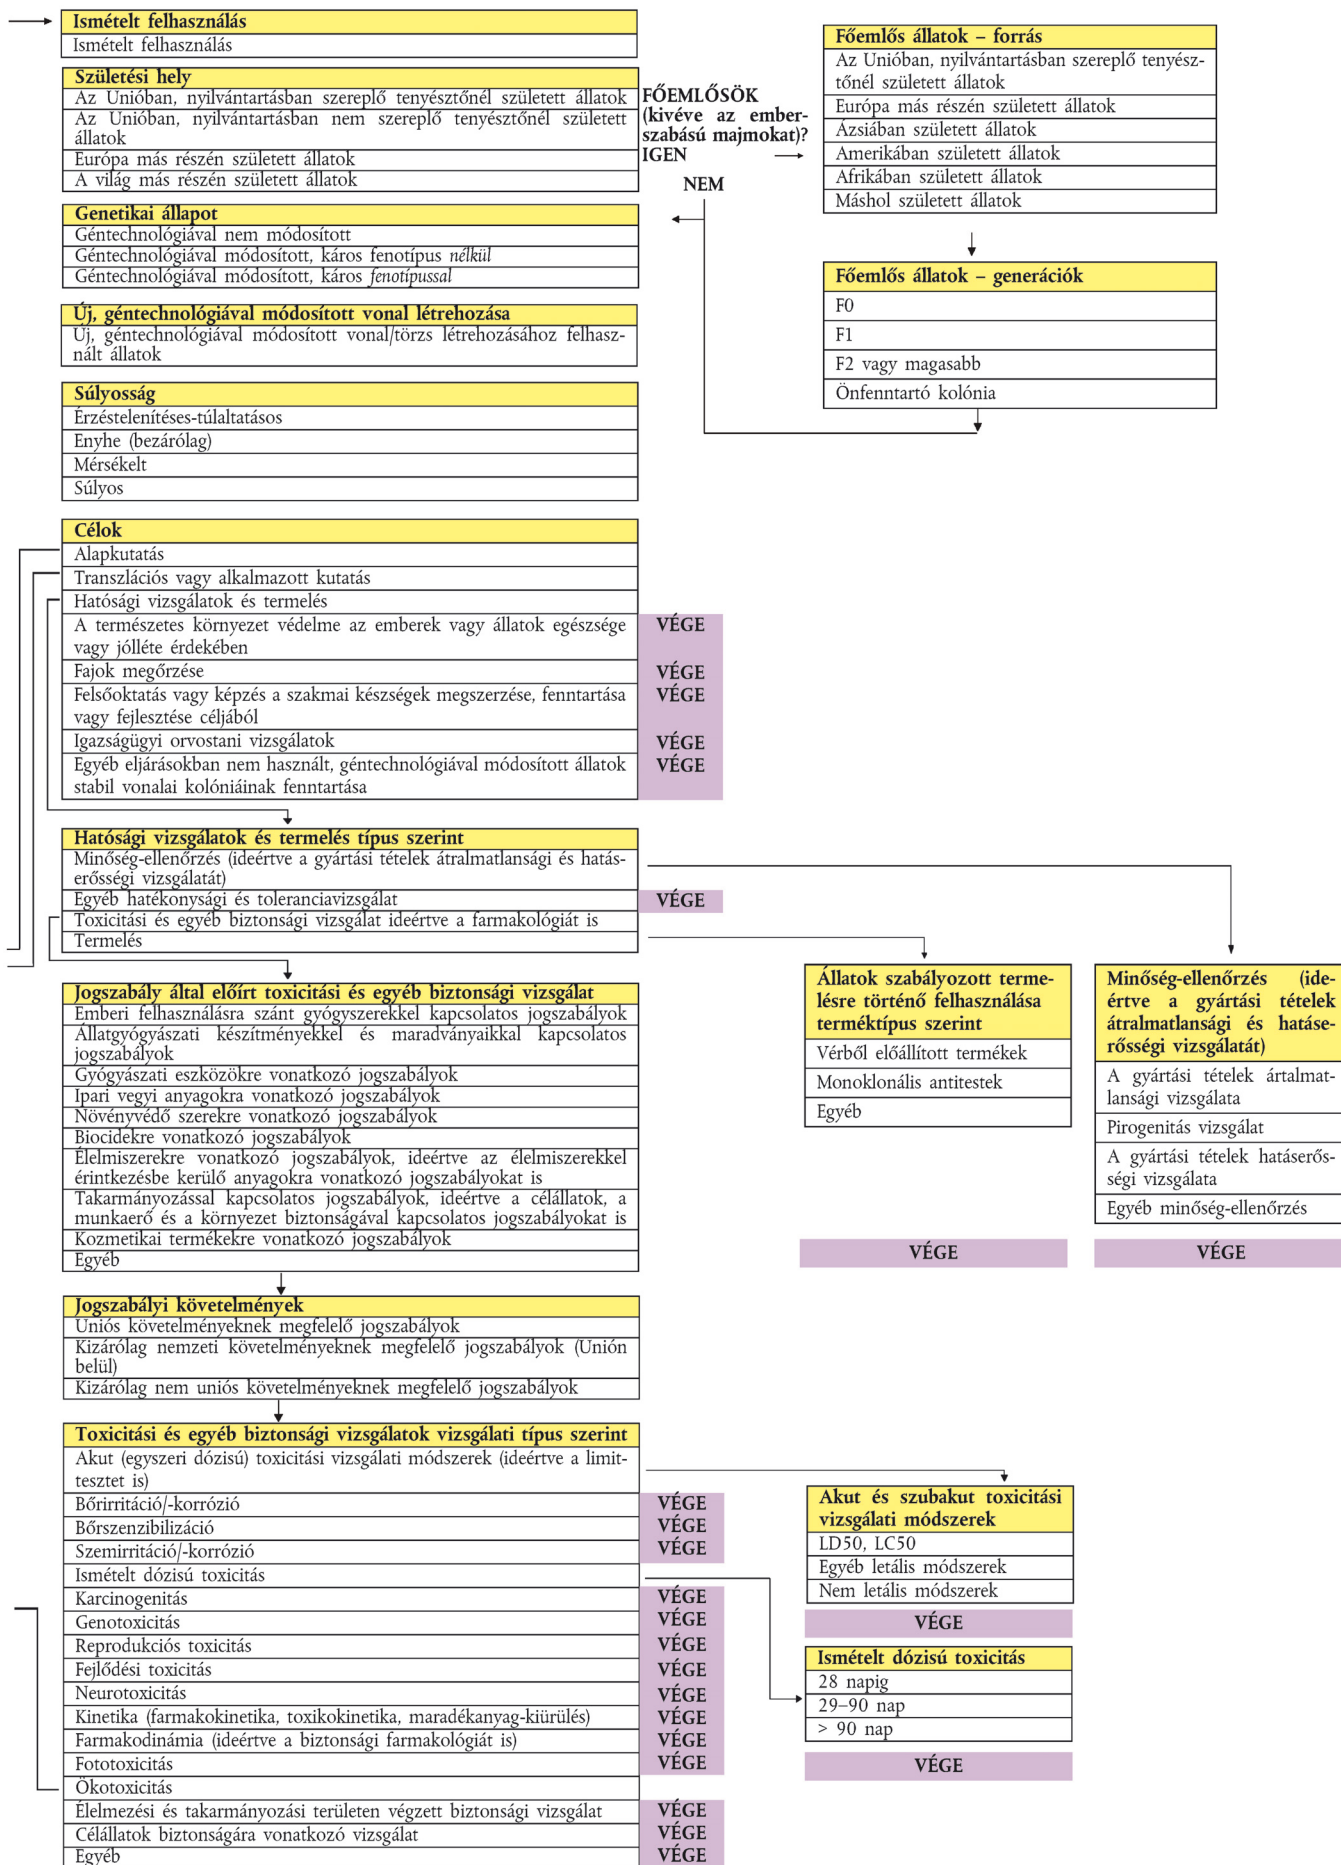 Ismételt felhasználás
Ismételt felhasználás
Születési hely
Az Unióban, nyilvántartásban szereplő tenyésztőnél született állatok
Az Unióban, nyilvántartásban nem szereplő tenyésztőnél született
állatok
Európa más részén született állatok
A világ más részén született állatok
FŐEMLŐSÖK
(kivéve az ember-
szabású majmokat)?
IGEN
NEM
Főemlős állatok – forrás
Az Unióban, nyilvántartásban szereplő tenyész-
tőnél született állatok
Európa más részén született állatok
Ázsiában született állatok
Amerikában született állatok
Afrikában született állatok
Máshol született állatok
Főemlős állatok – generációk
F0
F1
F2 vagy magasabb
Önfenntartó kolónia
Genetikai állapot
Géntechnológiával nem módosított
Géntechnológiával módosított, káros fenotípus nélkül
Géntechnológiával módosított, káros fenotípussal
Új, géntechnológiával módosított vonal létrehozása
Új, géntechnológiával módosított vonal/törzs létrehozásához felhasz-
nált állatok
Súlyosság
Érzéstelenítéses-túlaltatásos
Enyhe (bezárólag)
Mérsékelt
Súlyos
Célok
Alapkutatás
Transzlációs vagy alkalmazott kutatás
Hatósági vizsgálatok és termelés
A természetes környezet védelme az emberek vagy állatok egészsége VÉGE
vagy jólléte érdekében
Fajok megőrzése VÉGE
Felsőoktatás vagy képzés a szakmai készségek megszerzése, fenntartása VÉGE
vagy fejlesztése céljából
Igazságügyi orvostani vizsgálatok VÉGE
Egyéb eljárásokban nem használt, géntechnológiával módosított állatok VÉGE
stabil vonalai kolóniáinak fenntartása
Hatósági vizsgálatok és termelés típus szerint
Minőség-ellenőrzés (ideértve a gyártási tételek átralmatlansági és hatás-
erősségi vizsgálatát)
Egyéb hatékonysági és toleranciavizsgálat VÉGE
Toxicitási és egyéb biztonsági vizsgálat ideértve a farmakológiát is
Termelés
Állatok szabályozott terme-
lésre történő felhasználása
terméktípus szerint
Vérből előállított termékek
Monoklonális antitestek
Egyéb
VÉGE
Minőség-ellenőrzés (ide-
értve a gyártási tételek
átralmatlansági és hatáse-
rősségi vizsgálatát)
A gyártási tételek ártalmat-
lansági vizsgálata
Pirogenitás vizsgálat
A gyártási tételek hatáserős-
ségi vizsgálata
Egyéb minőség-ellenőrzés
VÉGE
Jogszabály által előírt toxicitási és egyéb biztonsági vizsgálat
Emberi felhasználásra szánt gyógyszerekkel kapcsolatos jogszabályok
Állatgyógyászati készítményekkel és maradványaikkal kapcsolatos
jogszabályok
Gyógyászati eszközökre vonatkozó jogszabályok
Ipari vegyi anyagokra vonatkozó jogszabályok
Növényvédő szerekre vonatkozó jogszabályok
Biocidekre vonatkozó jogszabályok
Élelmiszerekre vonatkozó jogszabályok, ideértve az élelmiszerekkel
érintkezésbe kerülő anyagokra vonatkozó jogszabályokat is
Takarmányozással kapcsolatos jogszabályok, ideértve a célállatok, a
munkaerő és a környezet biztonságával kapcsolatos jogszabályokat is
Kozmetikai termékekre vonatkozó jogszabályok
Egyéb
Jogszabályi követelmények
Uniós követelményeknek megfelelő jogszabályok
Kizárólag nemzeti követelményeknek megfelelő jogszabályok (Unión
belül)
Kizárólag nem uniós követelményeknek megfelelő jogszabályok
Toxicitási és egyéb biztonsági vizsgálatok vizsgálati típus szerint
Akut (egyszeri dózisú) toxicitási vizsgálati módszerek (ideértve a limit-
tesztet is)
Bőrirritáció/-korrózió VÉGE
Bőrszenzibilizáció VÉGE
Szemirritáció/-korrózió VÉGE
Ismételt dózisú toxicitás
Karcinogenitás VÉGE
Genotoxicitás VÉGE
Reprodukciós toxicitás VÉGE
Fejlődési toxicitás VÉGE
Neurotoxicitás VÉGE
Kinetika (farmakokinetika, toxikokinetika, maradékanyag-kiürülés) VÉGE
Farmakodinámia (ideértve a biztonsági farmakológiát is) VÉGE
Fototoxicitás VÉGE
Ökotoxicitás
Élelmezési és takarmányozási területen végzett biztonsági vizsgálat VÉGE
Célállatok biztonságára vonatkozó vizsgálat VÉGE
Egyéb VÉGE
Akut és szubakut toxicitási
vizsgálati módszerek
LD50, LC50
Egyéb letális módszerek
Nem letális módszerek
VÉGE
Ismételt dózisú toxicitás
28 napig
29–90 nap
> 90 nap
VÉGE